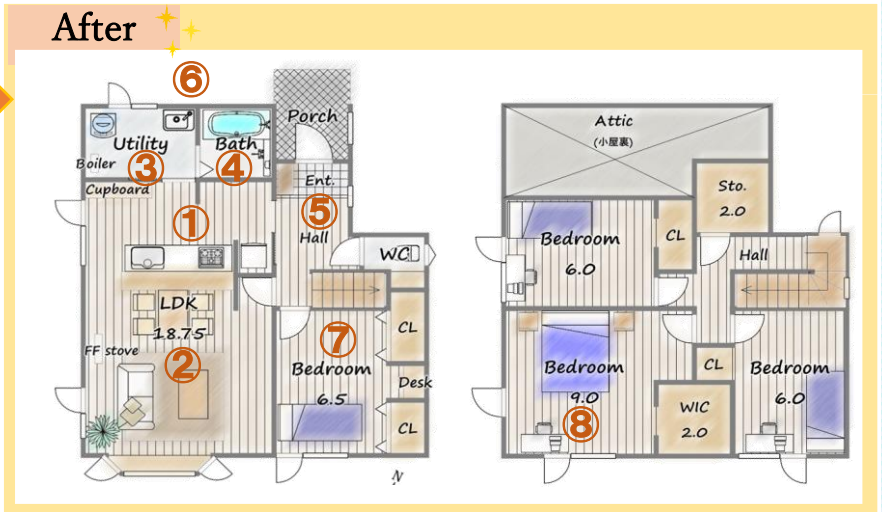 After
⑥
Porch
Utility
Bath
③
④
Boiler
Cupboard
Ent.
①
⑤
Hall
WC
LDK
18.75
FF stove
②
⑦
CL
Bedroom
6.5
Desk
CL
N
Attic
(小屋裏)
Sto.
2.0
Bedroom
6.0
CL
Hall
Bedroom
9.0
⑧
CL
WIC
2.0
Bedroom
6.0